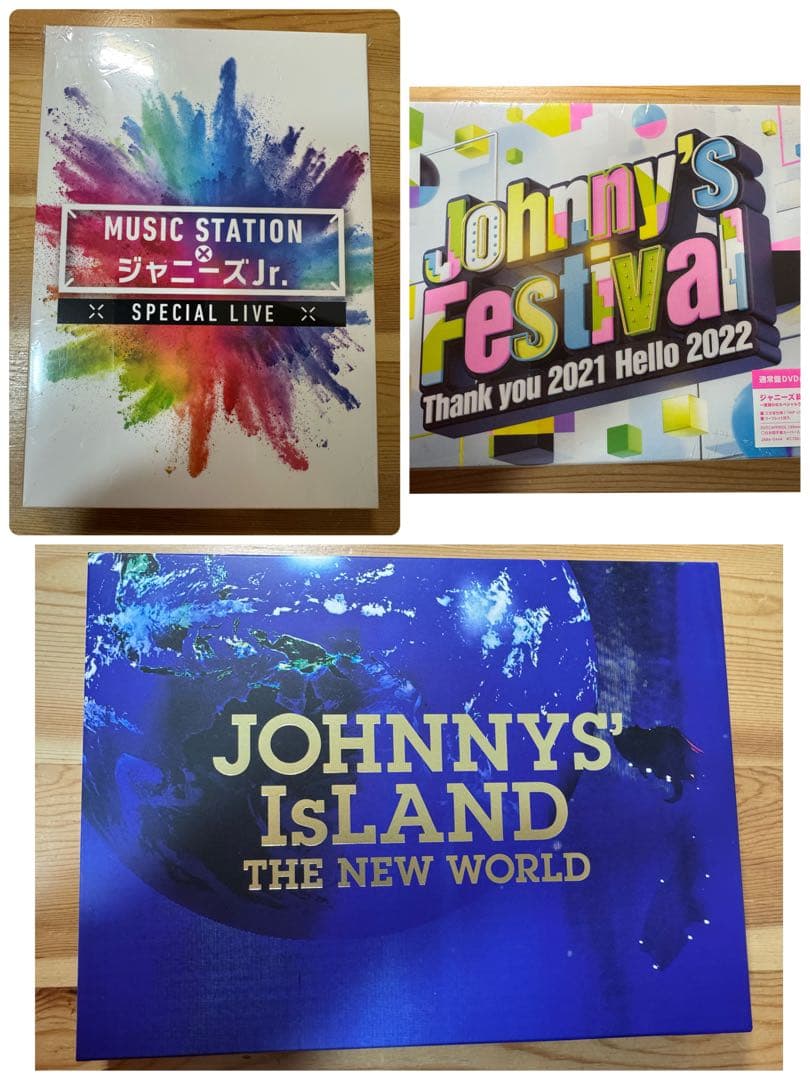 MUSIC STATION
×
ジャニーズJr.
SPECIAL LIVE
Johnny's
Festival
Thank you 2021 Hello 2022
通常盤DVD
JOHNNYS'
IsLAND
THE NEW WORLD